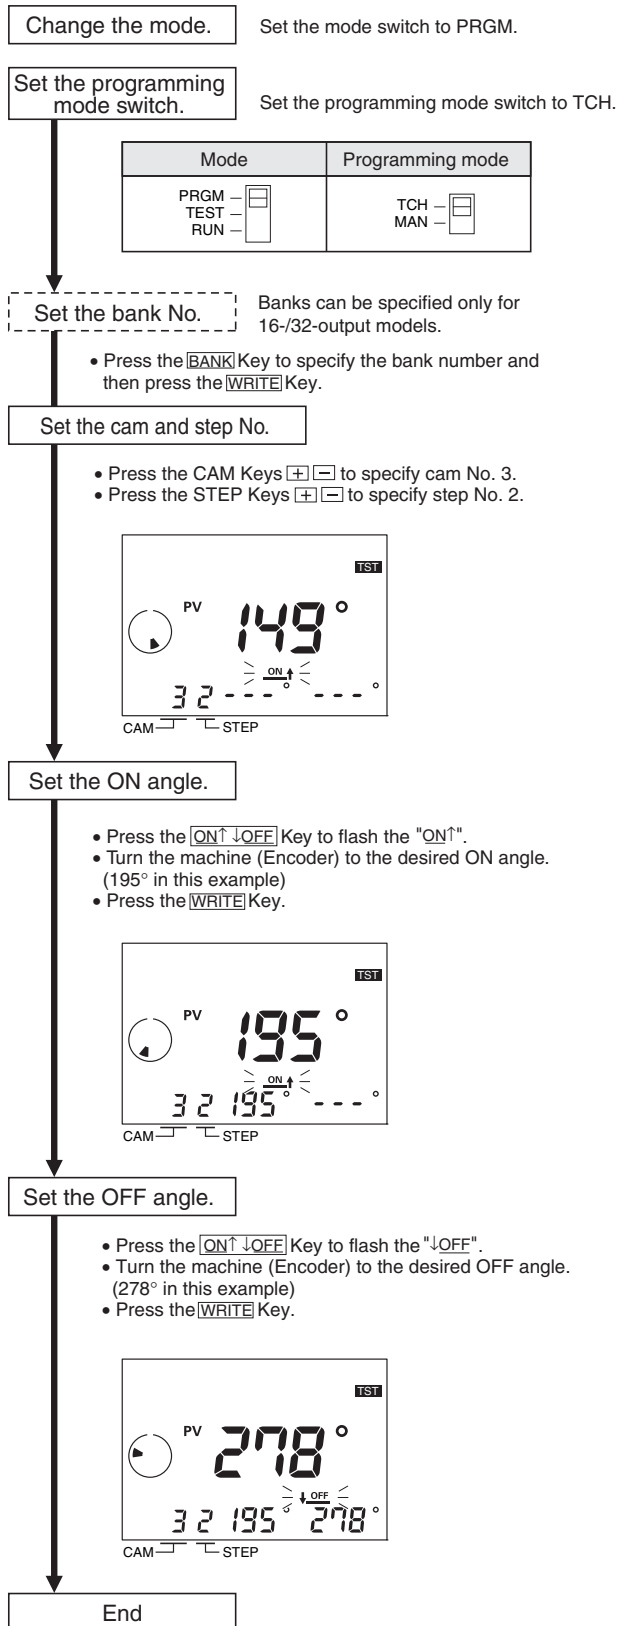 Change the mode.
Set the mode switch to PRGM.
Set the programming
mode switch.
Set the programming mode switch to TCH.
Mode
Programming mode
PRGM
TEST
RUN
TCH
MAN
Set the bank No.
Banks can be specified only for
16-/32-output models.
• Press the BANK Key to specify the bank number and
then press the WRITE Key.
Set the cam and step No.
• Press the CAM Keys + − to specify cam No. 3.
• Press the STEP Keys + − to specify step No. 2.
TST
PV 149°
ON↑
3 2 ---° ---°
CAM STEP
Set the ON angle.
• Press the ON↑ ↓OFF Key to flash the "ON↑".
• Turn the machine (Encoder) to the desired ON angle.
(195° in this example)
• Press the WRITE Key.
TST
PV 195°
ON↑
3 2 195° ---°
CAM STEP
Set the OFF angle.
• Press the ON↑ ↓OFF Key to flash the "↓OFF".
• Turn the machine (Encoder) to the desired OFF angle.
(278° in this example)
• Press the WRITE Key.
TST
PV 278°
↓OFF
3 2 195° 278°
CAM STEP
End